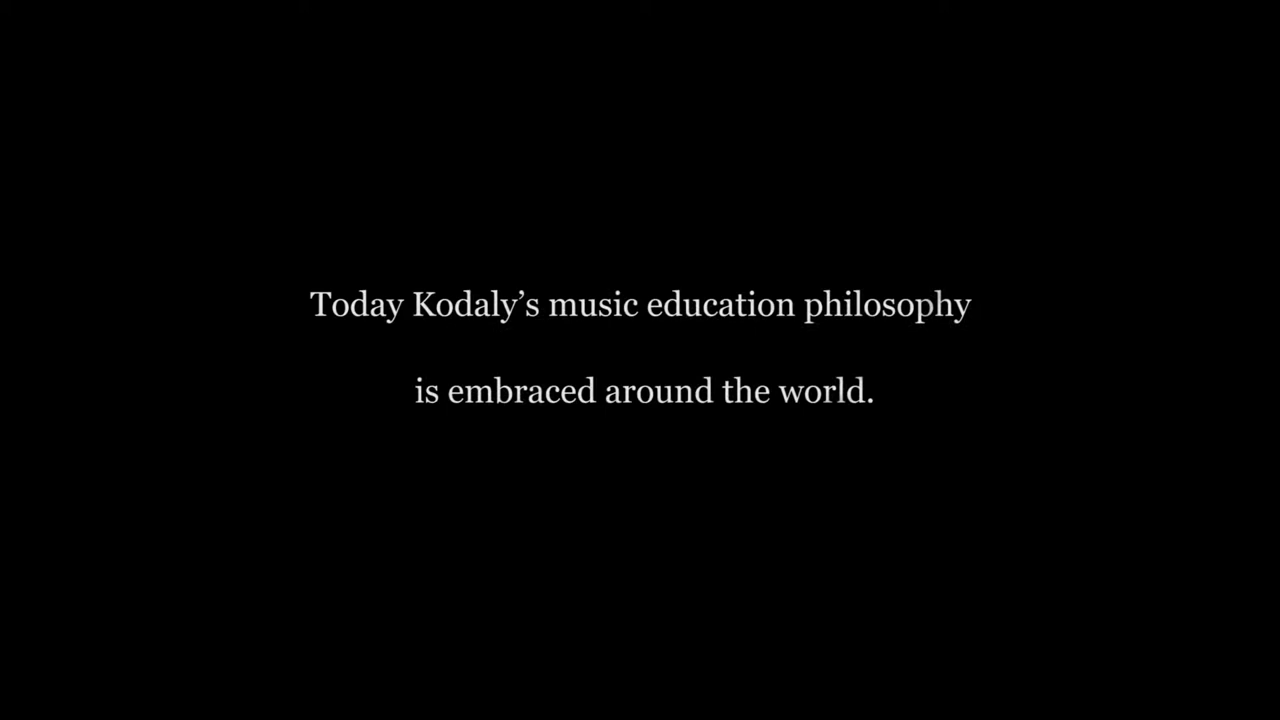 Today Kodaly’s music education philosophy
is embraced around the world.